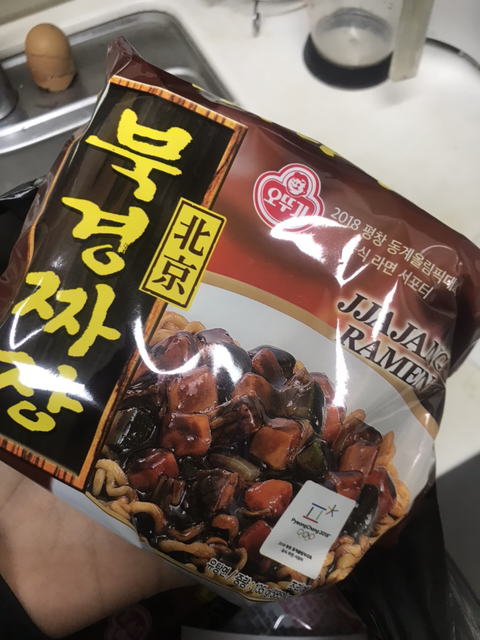 북경짜장
北京
오뚜기
2018 평창 동계올림픽대
식 라면 서포터
JJAJANG
RAMEN
PyeongChang 2018